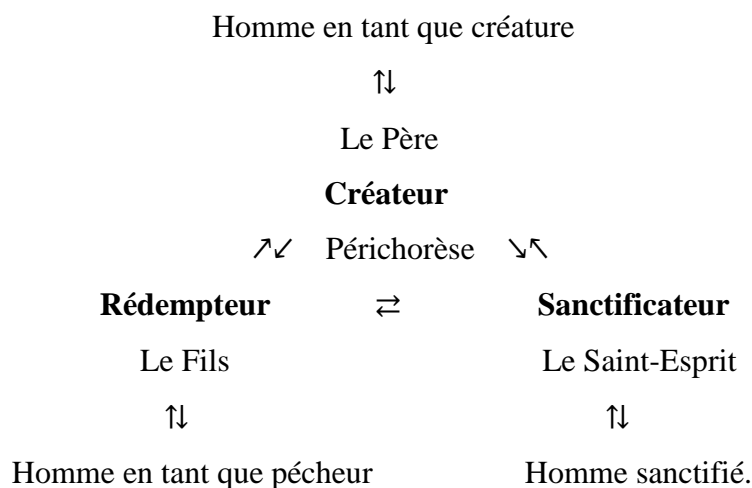 Homme en tant que créature
⇅
Le Père
Créateur
↗↙ Périchorèse ↘↖
Rédempteur ⇄ Sanctificateur
Le Fils Le Saint-Esprit
⇅ ⇅
Homme en tant que pécheur Homme sanctifié.